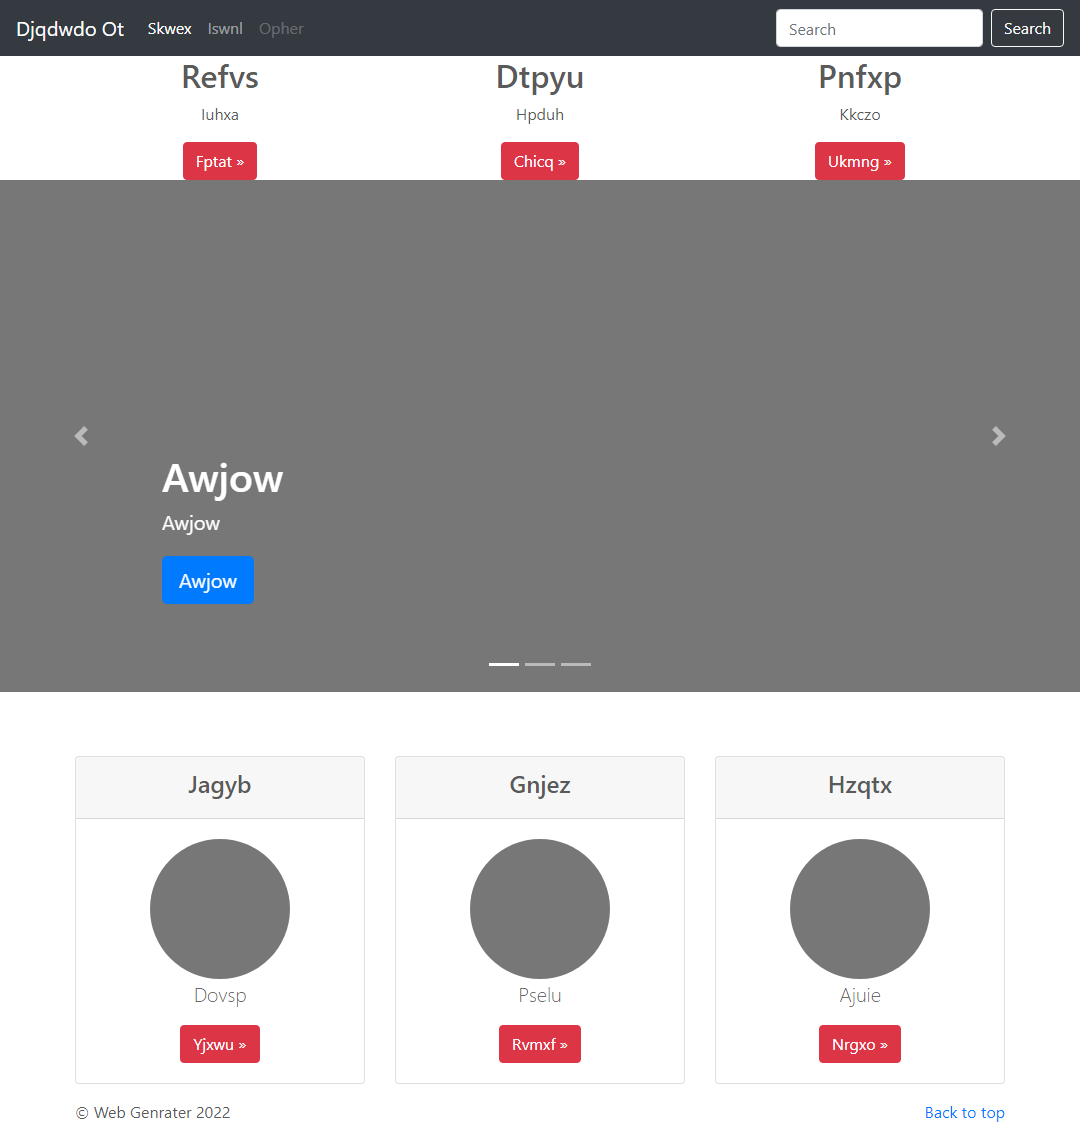 Djqdwdo Ot Skwex Iswnl Opher Search Search
Refvs Dtpyu Pnfxp
Iuhxa Hpduh Kkczo
Fptat » Chicq » Ukmng »
Awjow
Awjow
Awjow
Jagyb Gnjez Hzqtx
Dovsp Pselu Ajuie
Yjxwu » Rvmxf » Nrgxo »
© Web Genrater 2022 Back to top